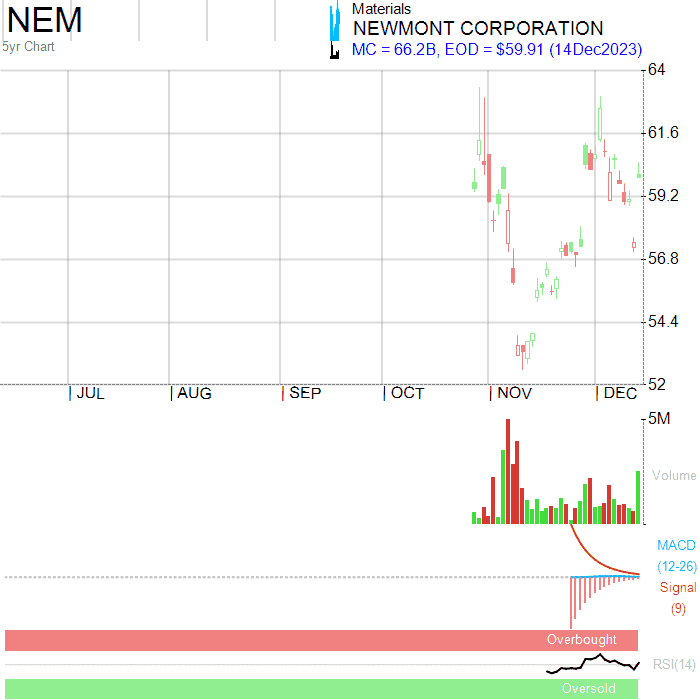 NEM
5yr Chart
Materials
NEWMONT CORPORATION
MC = 66.2B, EOD = $59.91 (14Dec2023)
64
61.6
59.2
56.8
54.4
52
JUL AUG SEP OCT NOV DEC
5M
Volume
MACD
(12-26)
Signal
(9)
Overbought
RSI(14)
Oversold